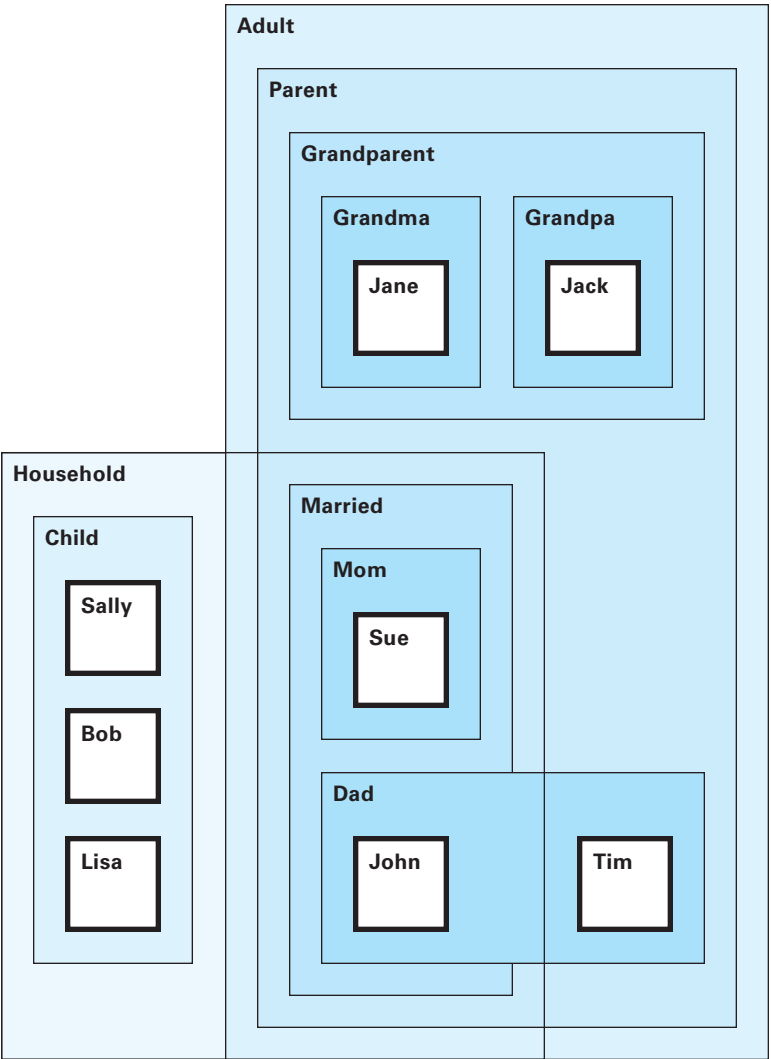 Adult
Parent
Grandparent
Grandma
Grandpa
Jane
Jack
Household
Married
Child
Mom
Sally
Sue
Bob
Dad
Lisa
John
Tim